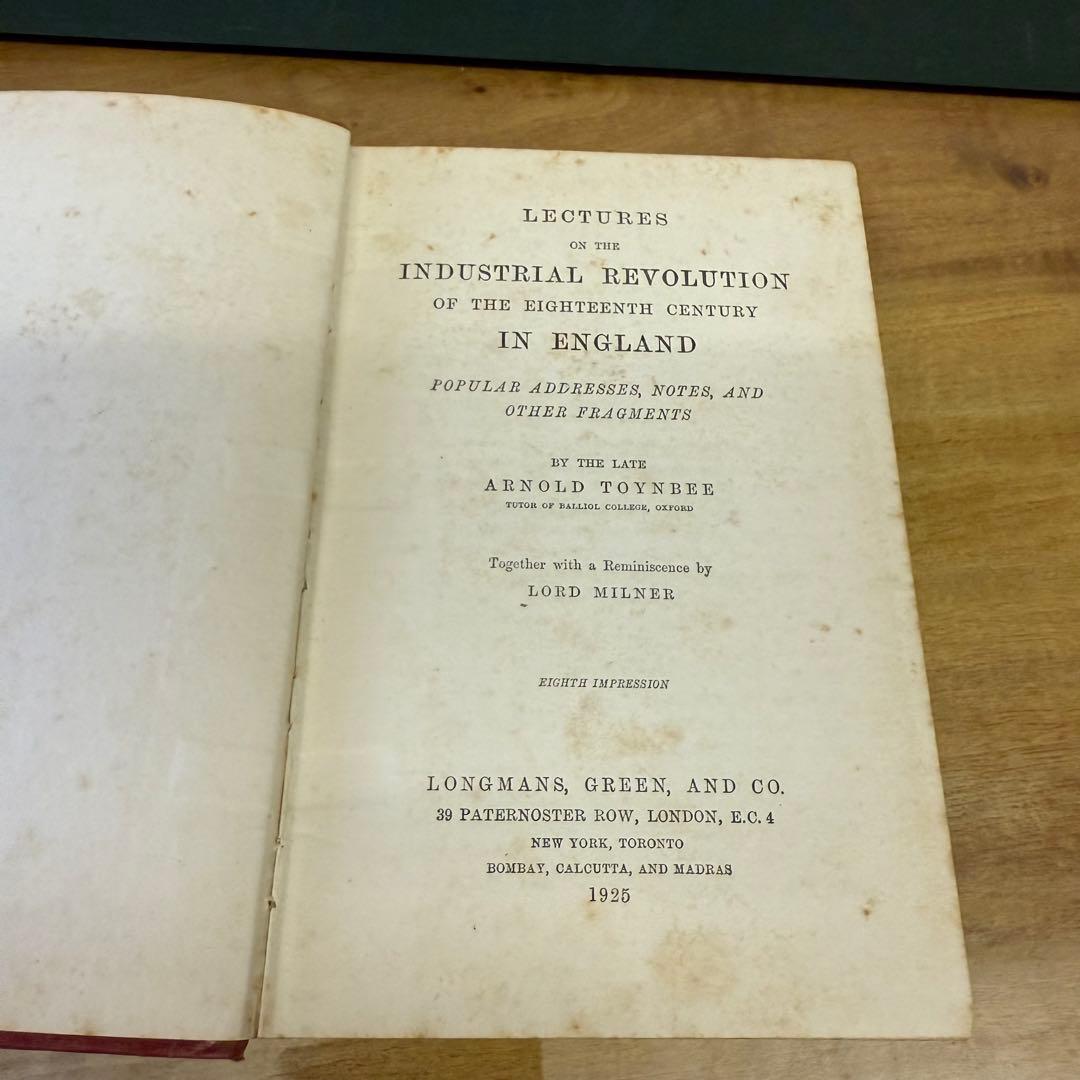 LECTURES
ON THE
INDUSTRIAL REVOLUTION
OF THE EIGHTEENTH CENTURY
IN ENGLAND
POPULAR ADDRESSES, NOTES, AND
OTHER FRAGMENTS
BY THE LATE
ARNOLD TOYNBEE
TUTOR OF BALLIOL COLLEGE, OXFORD
Together with a Reminiscence by
LORD MILNER
EIGHTH IMPRESSION
LONGMANS, GREEN, AND CO.
39 PATERNOSTER ROW, LONDON, E.C. 4
NEW YORK, TORONTO
BOMBAY, CALCUTTA, AND MADRAS
1925